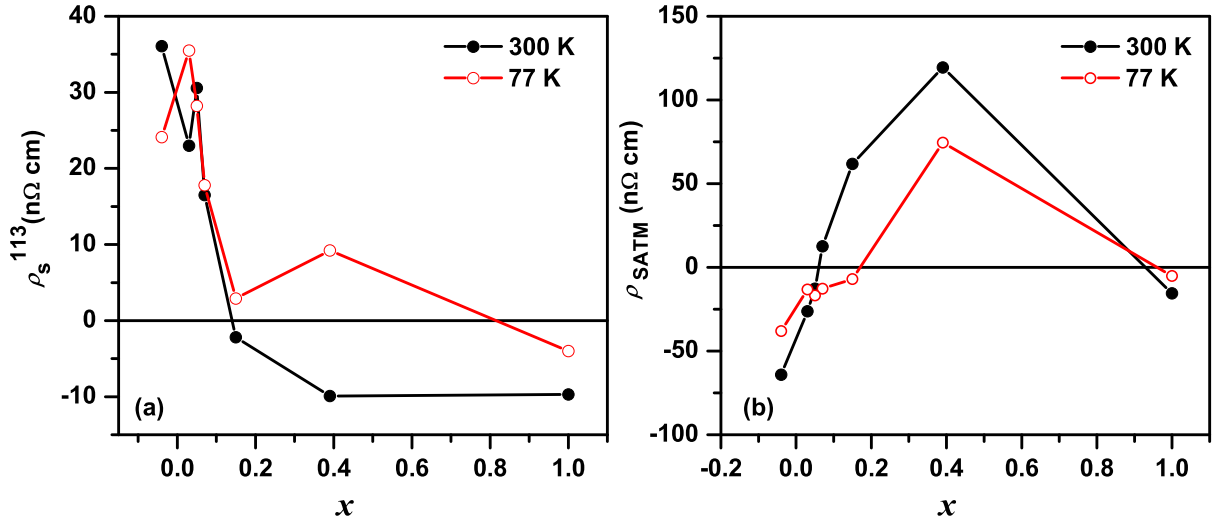 40
30
20
10
0
-10
ρs¹¹³(nΩ cm)
300 K
77 K
(a)
0.0 0.2 0.4 0.6 0.8 1.0
x
150
100
50
0
-50
-100
ρSATM (nΩ cm)
300 K
77 K
(b)
-0.2 0.0 0.2 0.4 0.6 0.8 1.0
x